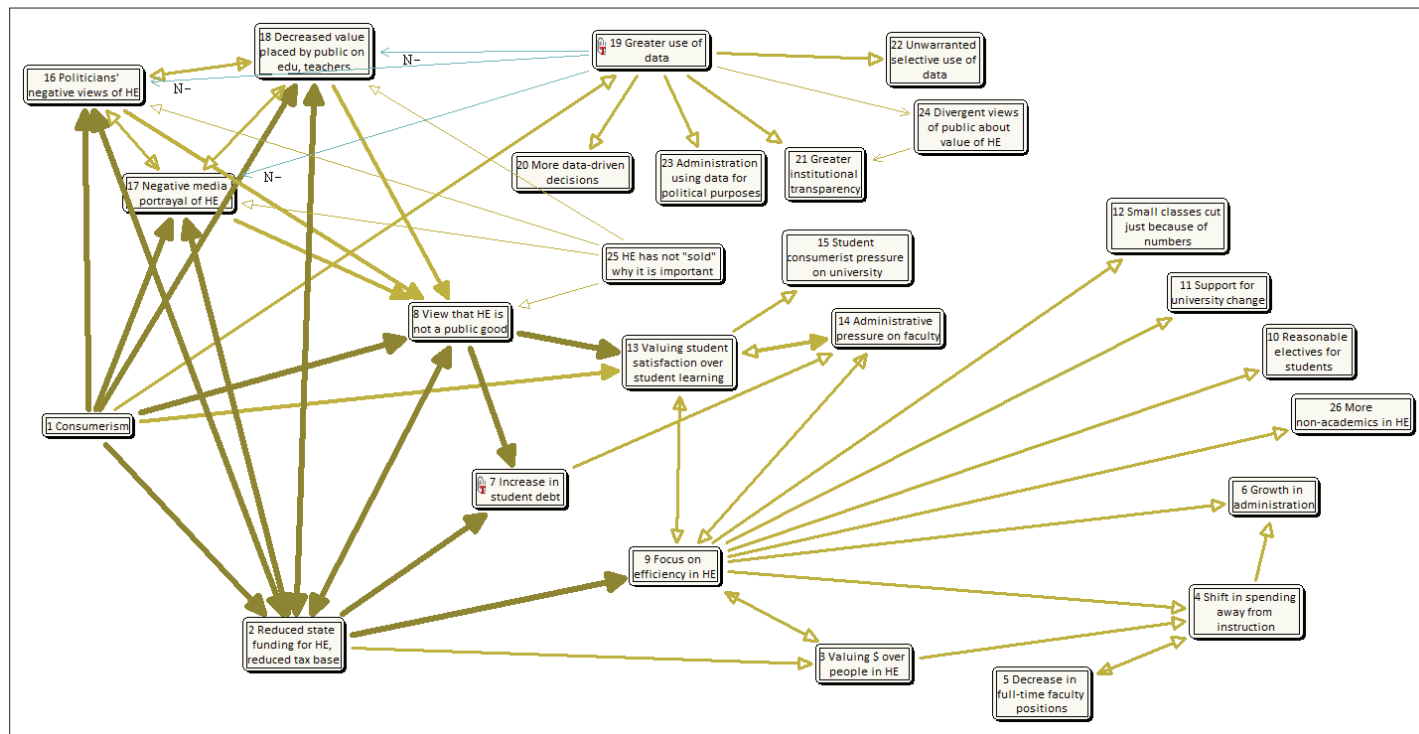 18 Decreased value
placed by public on
edu, teachers
N-
16 Politicians'
negative views of HE
N-
19 Greater use of
data
22 Unwarranted
selective use of
data
24 Divergent views
of public about
value of HE
20 More data-driven
decisions
23 Administration
using data for
political purposes
21 Greater
institutional
transparency
17 Negative media
portrayal of HE
N-
12 Small classes cut
just because of
numbers
15 Student
consumerist pressure
on university
25 HE has not "sold"
why it is important
11 Support for
university change
8 View that HE is
not a public good
14 Administrative
pressure on faculty
13 Valuing student
satisfaction over
student learning
10 Reasonable
electives for
students
26 More
non-academics in HE
1 Consumerism
7 Increase in
student debt
6 Growth in
administration
9 Focus on
efficiency in HE
4 Shift in spending
away from
instruction
2 Reduced state
funding for HE,
reduced tax base
3 Valuing $ over
people in HE
5 Decrease in
full-time faculty
positions